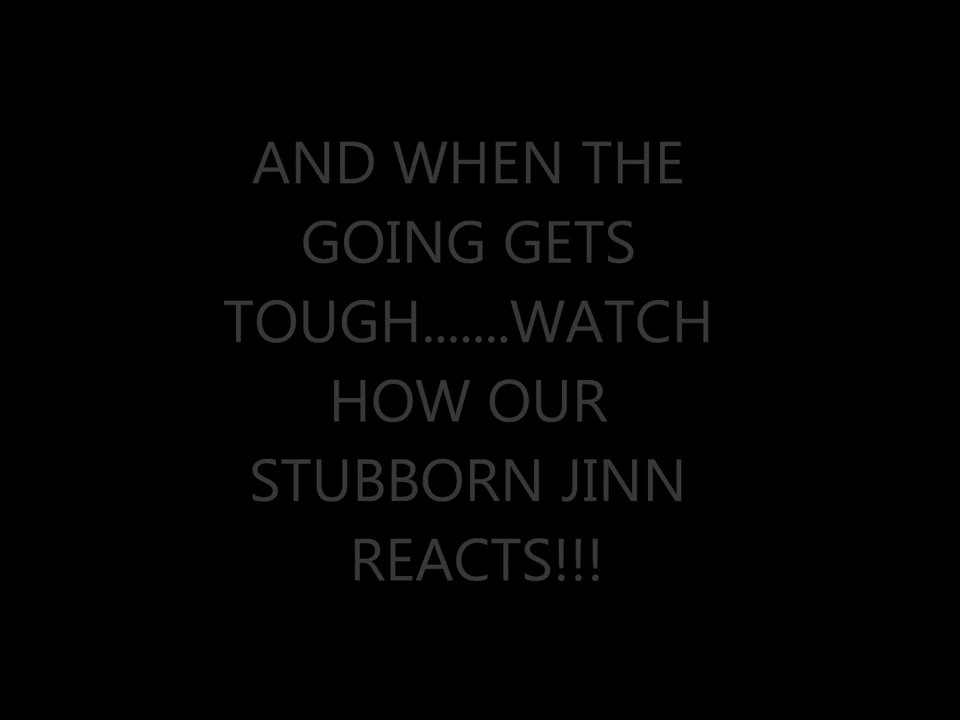 AND WHEN THE
GOING GETS
TOUGH.......WATCH
HOW OUR
STUBBORN JINN
REACTS!!!